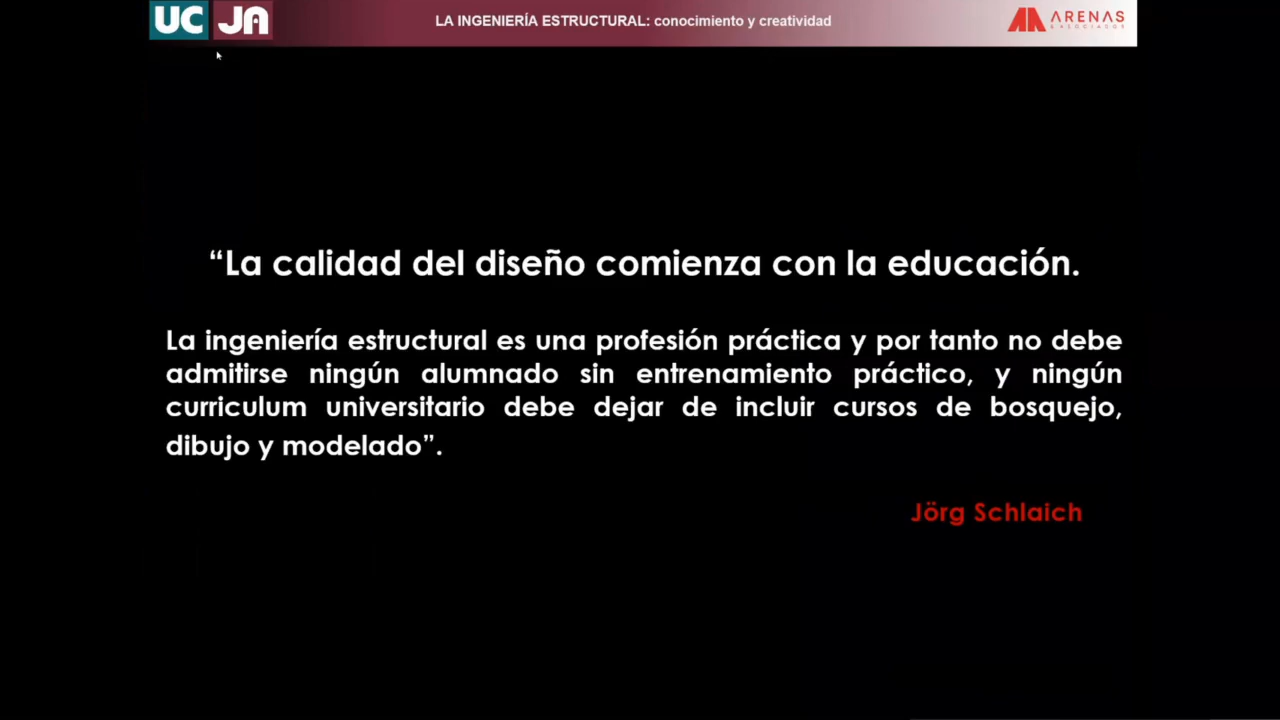 UC JA
LA INGENIERÍA ESTRUCTURAL: conocimiento y creatividad
ARENAS
& ASOCIADOS
“La calidad del diseño comienza con la educación.
La ingeniería estructural es una profesión práctica y por tanto no debe
admitirse ningún alumnado sin entrenamiento práctico, y ningún
curriculum universitario debe dejar de incluir cursos de bosquejo,
dibujo y modelado”.
Jörg Schlaich